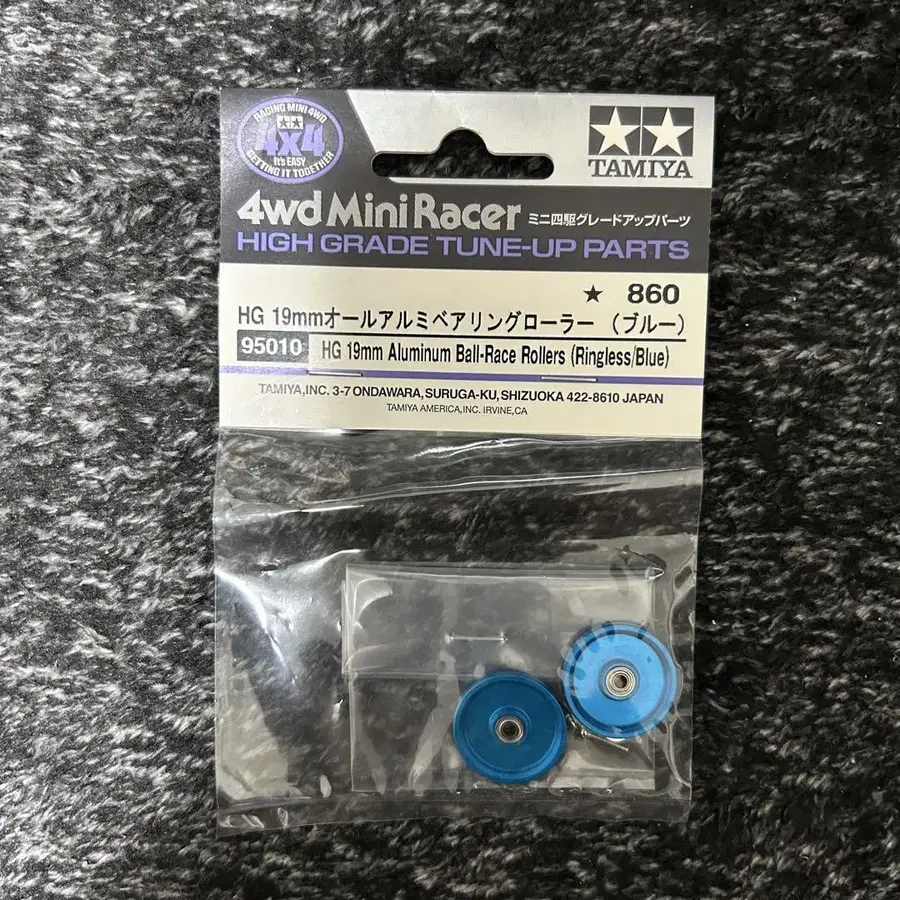 RACING MINI 4WD
4x4
It's EASY
GETTING IT TOGETHER
TAMIYA
4wd Mini Racer ミニ四駆グレードアップパーツ
HIGH GRADE TUNE-UP PARTS
★ 860
HG 19mmオールアルミベアリングローラー (ブルー)
95010 HG 19mm Aluminum Ball-Race Rollers (Ringless/Blue)
TAMIYA,INC. 3-7 ONDAWARA,SURUGA-KU,SHIZUOKA 422-8610 JAPAN
TAMIYA AMERICA,INC. IRVINE,CA